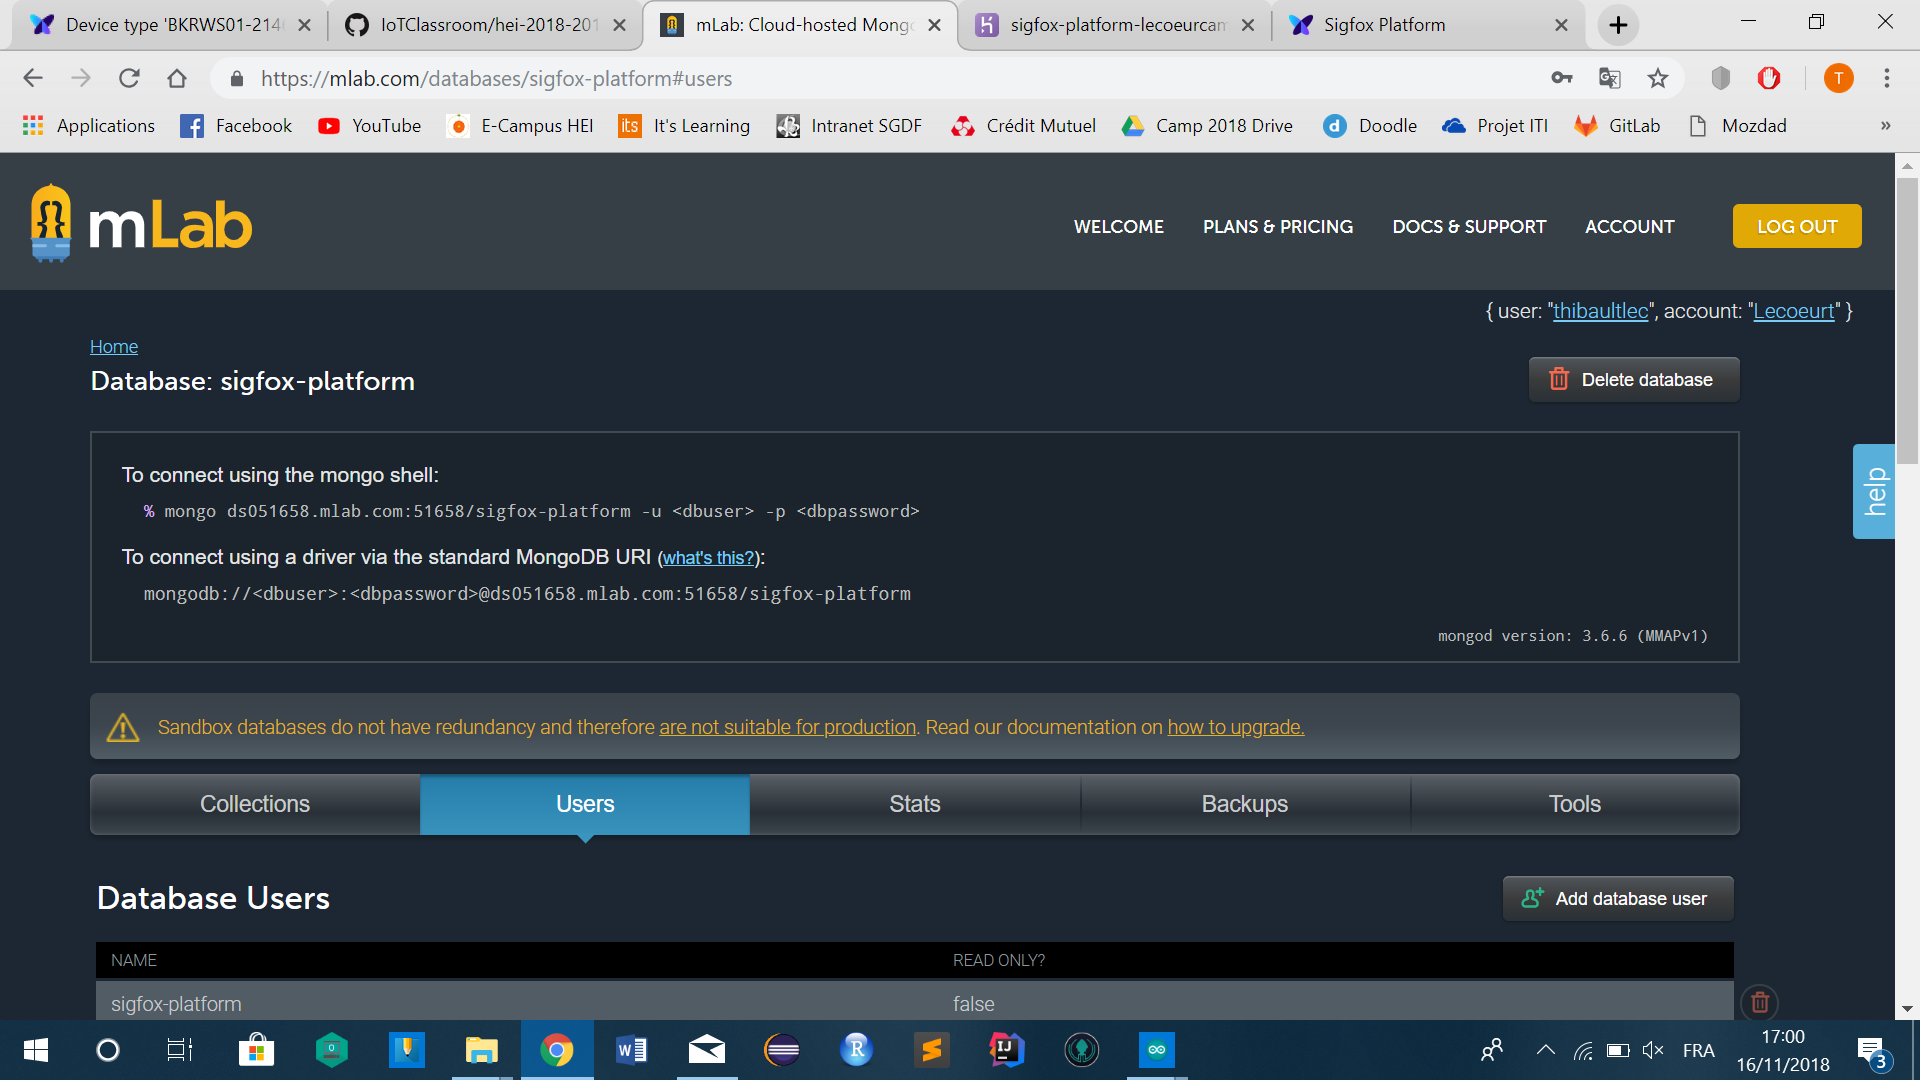 Device type 'BKRWS01-214
IoTClassroom/hei-2018-201
mLab: Cloud-hosted Mong
sigfox-platform-lecoeurcam
Sigfox Platform
https://mlab.com/databases/sigfox-platform#users
T
Applications
Facebook
YouTube
E-Campus HEI
its
It's Learning
Intranet SGDF
Crédit Mutuel
Camp 2018 Drive
d
Doodle
Projet ITI
GitLab
Mozdad
»
mLab
WELCOME
PLANS & PRICING
DOCS & SUPPORT
ACCOUNT
LOG OUT
{ user: "thibaultlec", account: "Lecoeurt" }
Home
Database: sigfox-platform
Delete database
To connect using the mongo shell:
% mongo ds051658.mlab.com:51658/sigfox-platform -u <dbuser> -p <dbpassword>
To connect using a driver via the standard MongoDB URI (what's this?):
mongodb://<dbuser>:<dbpassword>@ds051658.mlab.com:51658/sigfox-platform
mongod version: 3.6.6 (MMAPv1)
help
Sandbox databases do not have redundancy and therefore are not suitable for production. Read our documentation on how to upgrade.
Collections
Users
Stats
Backups
Tools
Database Users
Add database user
NAME
READ ONLY?
sigfox-platform
false
FRA
17:00
16/11/2018
3